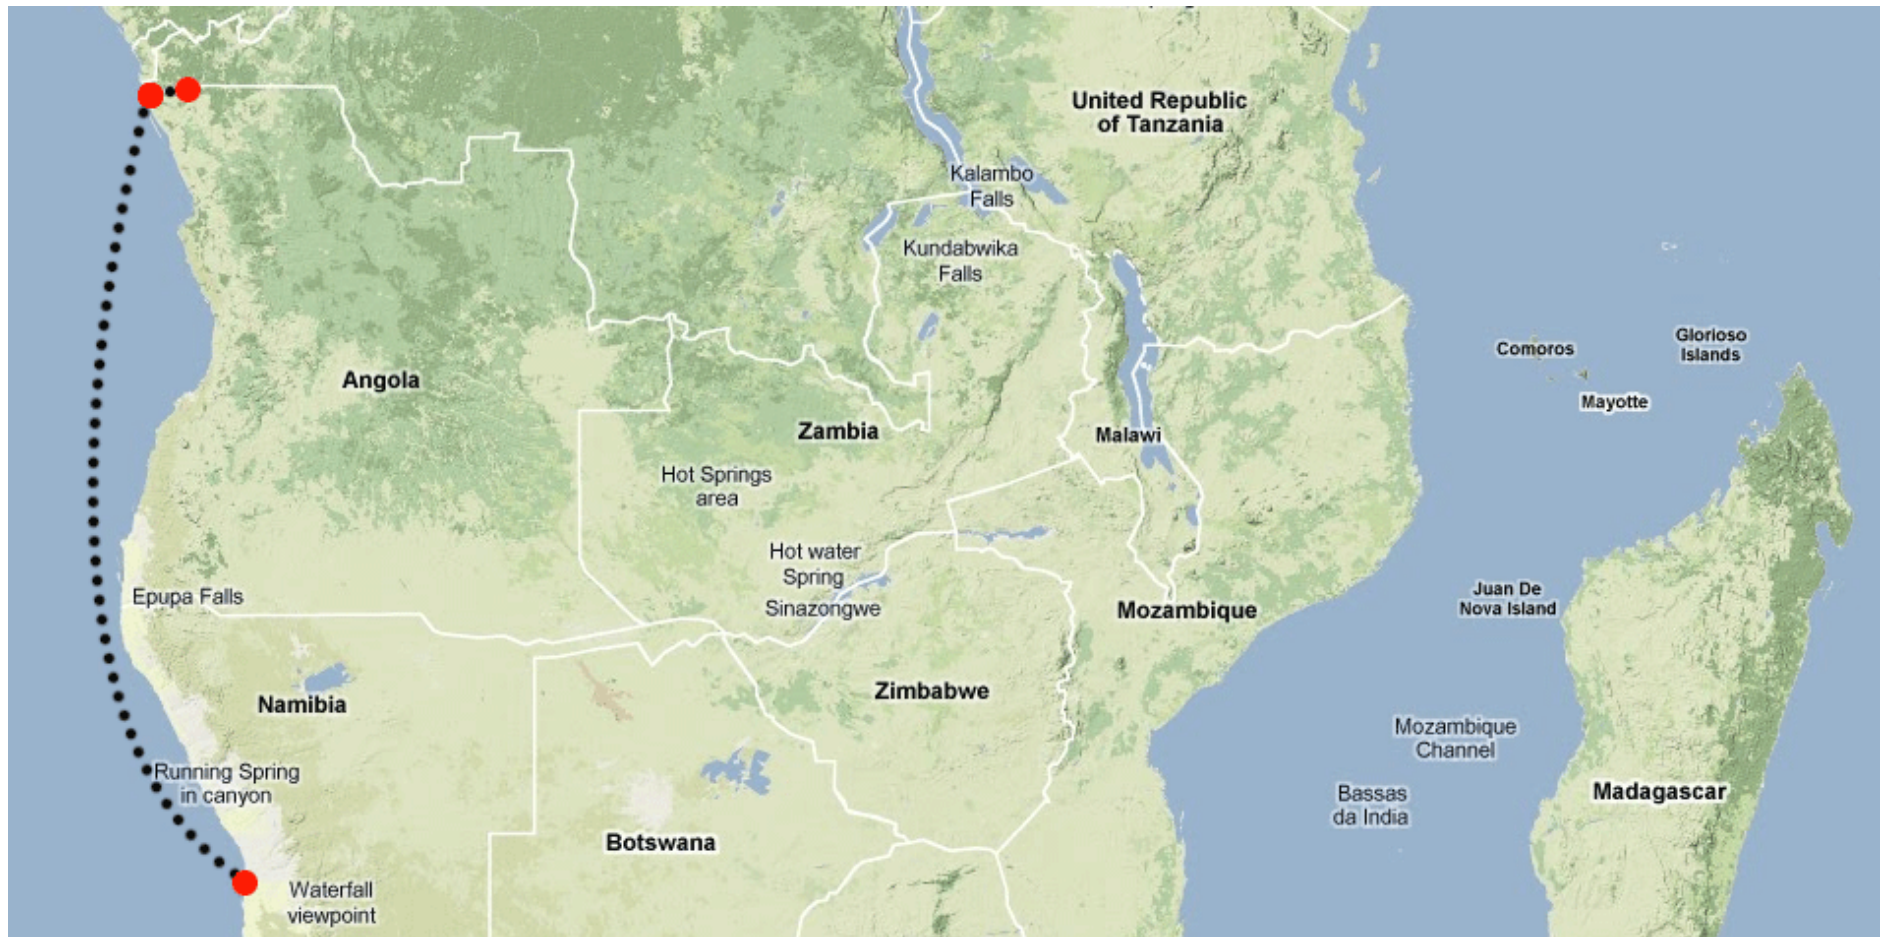 United Republic
of Tanzania
Kalambo
Falls
Kundabwika
Falls
Comoros
Glorioso
Islands
Mayotte
Angola
Zambia
Malawi
Hot Springs
area
Hot water
Spring
Sinazongwe
Epupa Falls
Mozambique
Juan De
Nova Island
Namibia
Zimbabwe
Mozambique
Channel
Running Spring
in canyon
Bassas
da India
Madagascar
Botswana
Waterfall
viewpoint